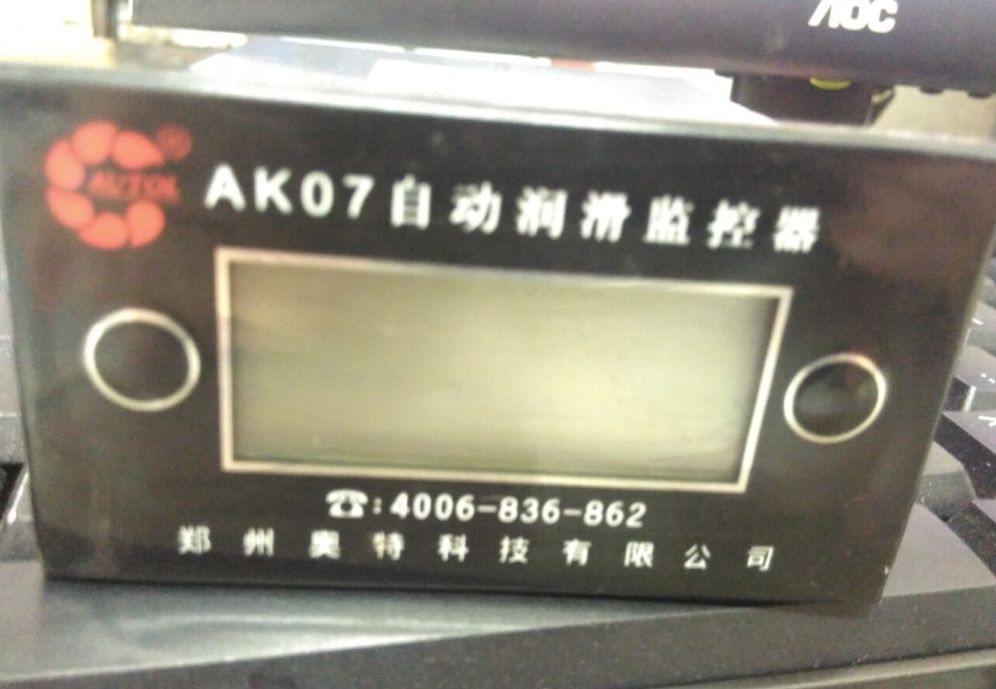 AOC
AUTOL
AK07自动润滑监控器
☎:4006-836-862
郑州奥特科技有限公司